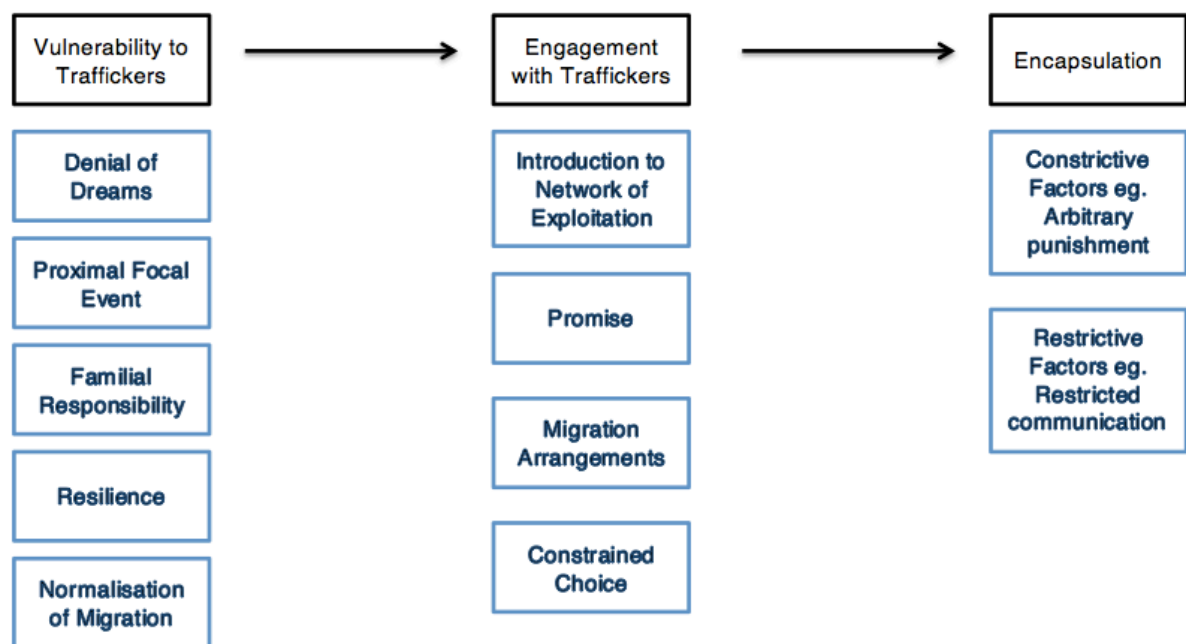 Vulnerability to
Traffickers
Engagement
with Traffickers
Encapsulation
Denial of
Dreams
Proximal Focal
Event
Familial
Responsibility
Resilience
Normalisation
of Migration
Introduction to
Network of
Exploitation
Promise
Migration
Arrangements
Constrained
Choice
Constrictive
Factors eg.
Arbitrary
punishment
Restrictive
Factors eg.
Restricted
communication